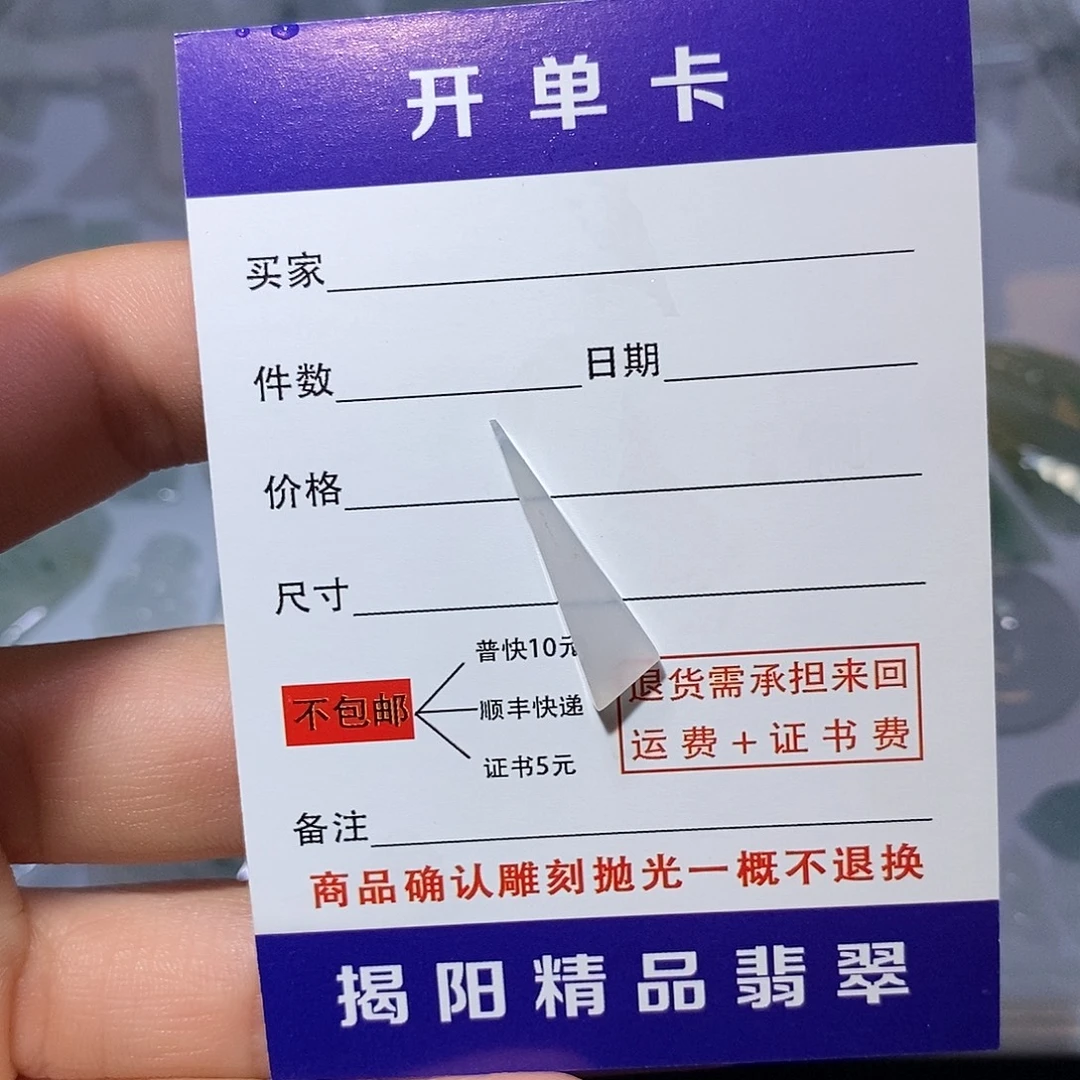 开单卡
买家
件数 日期
价格
尺寸
普快10元
不包邮
顺丰快递
证书5元
退货需承担来回
运费+证书费
备注
商品确认雕刻抛光一概不退换
揭阳精品翡翠